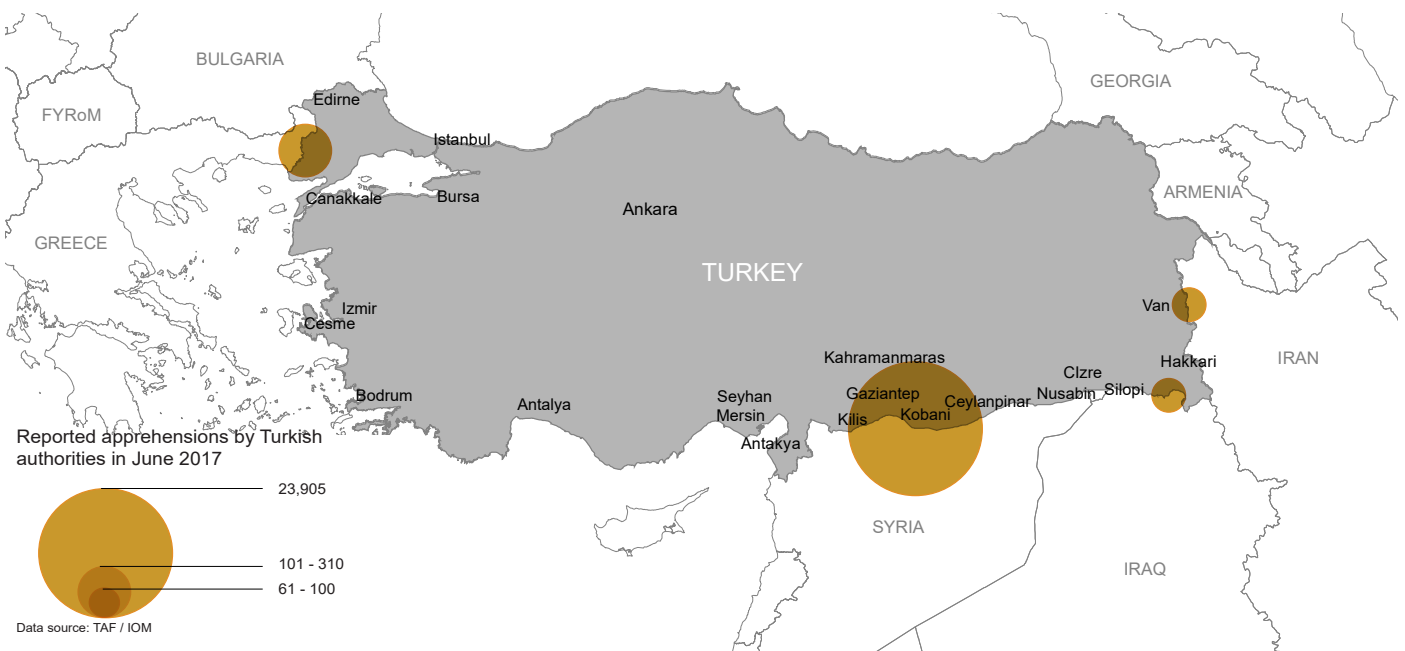 BULGARIA
GEORGIA
Edirne
FYRoM
Istanbul
ARMENIA
Canakkale
Bursa
Ankara
GREECE
TURKEY
Van
Izmir
Cesme
Kahramanmaras
IRAN
Hakkari
CIzre
Silopi
Nusabin
Gaziantep
Ceylanpinar
Seyhan
Bodrum
Antalya
Mersin
Kilis
Kobani
Antakya
Reported apprehensions by Turkish
authorities in June 2017
23,905
SYRIA
101 - 310
IRAQ
61 - 100
Data source: TAF / IOM